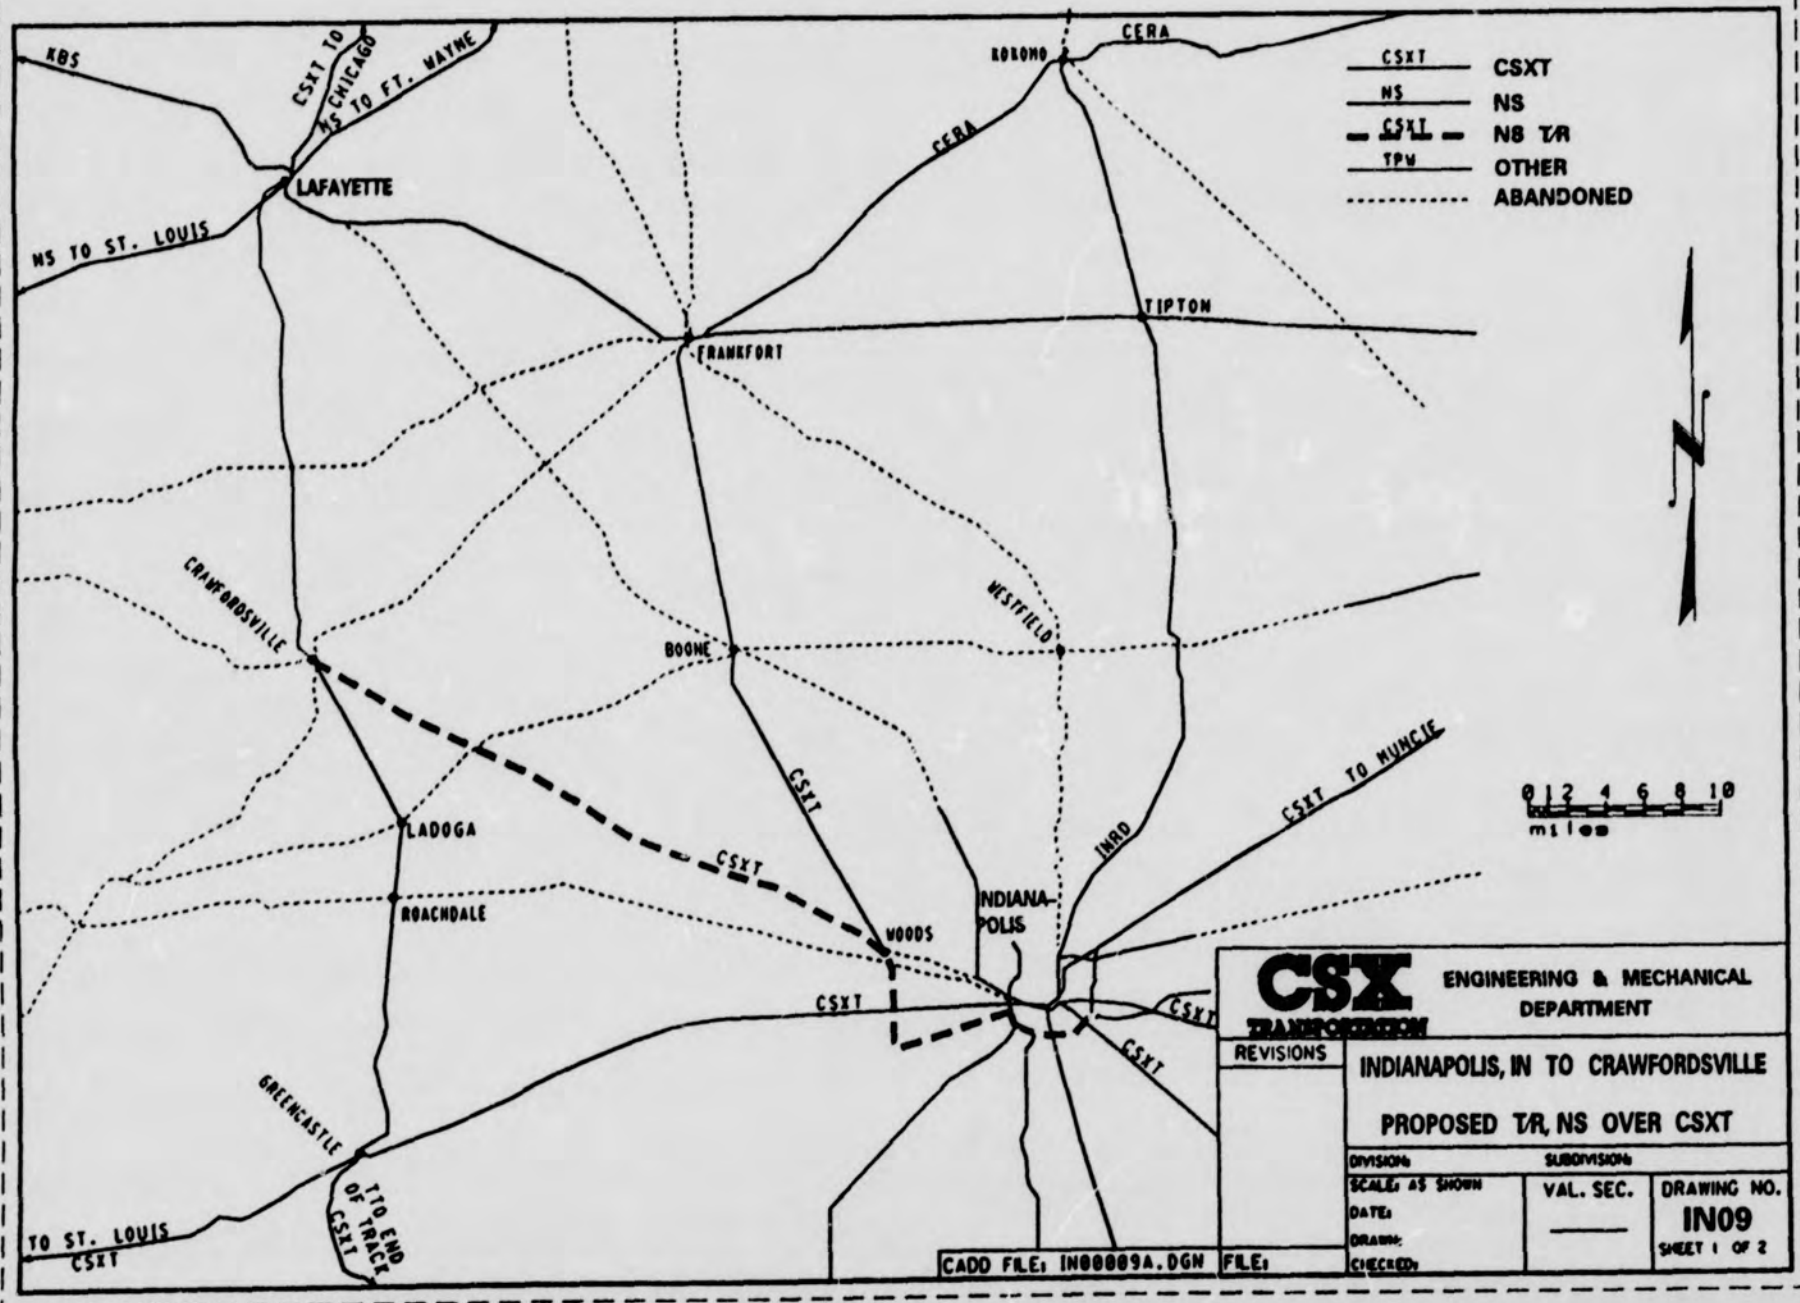 KBS
CSXT TO
CHICAGO
NS TO FT. WAYNE
LAFAYETTE
NS TO ST. LOUIS
KOKOMO
CERA
CERA
CSXT CSXT
NS NS
CSXT NS T/R
TPW OTHER
ABANDONED
TIPTON
FRANKFORT
CRAWFORDSVILLE
BOONE
WESTFIELD
CSXT
CSXT TO MUNCIE
0 1 2 4 6 8 10
miles
INRD
LADOGA
CSXT
ROACHDALE
WOODS
INDIANA-
POLIS
CSXT
CSXT
CSXT
GREENCASTLE
TTO END
OF TRACK
CSXT
TO ST. LOUIS
CSXT
CSX
TRANSPORTATION
ENGINEERING & MECHANICAL
DEPARTMENT
REVISIONS
INDIANAPOLIS, IN TO CRAWFORDSVILLE
PROPOSED T/R, NS OVER CSXT
DIVISION: SUBDIVISION:
SCALE: AS SHOWN
DATE:
DRAWN:
CHECKED:
VAL. SEC.
DRAWING NO.
IN09
SHEET 1 OF 2
CADD FILE: IN00009A.DGN FILE: